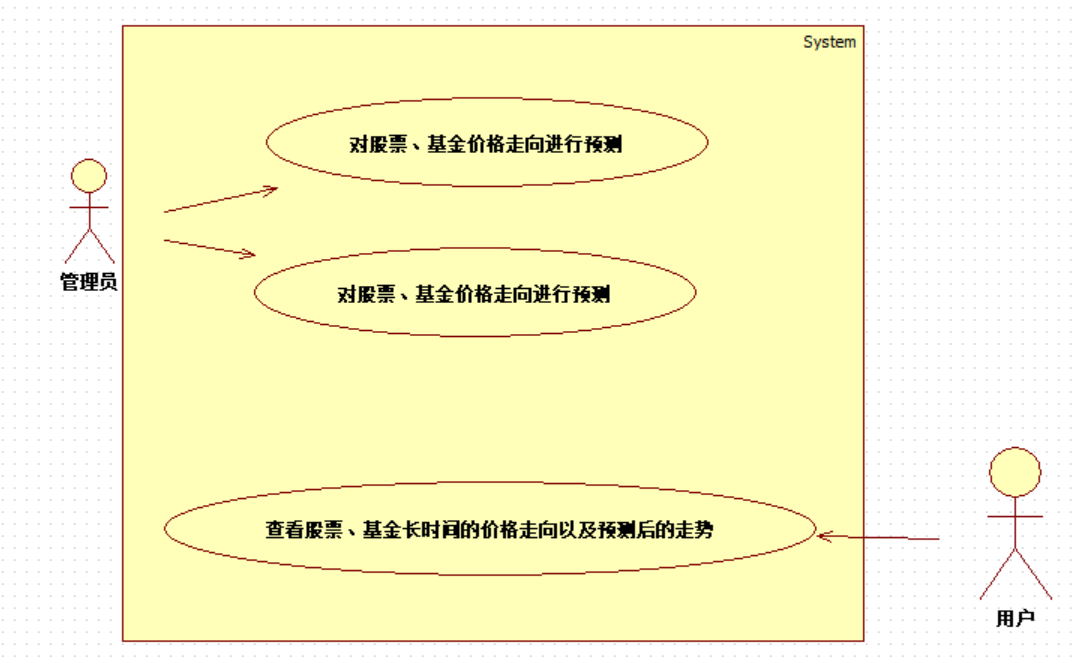 System
对股票、基金价格走向进行预测
管理员
对股票、基金价格走向进行预测
查看股票、基金长时间的价格走向以及预测后的走势
用户